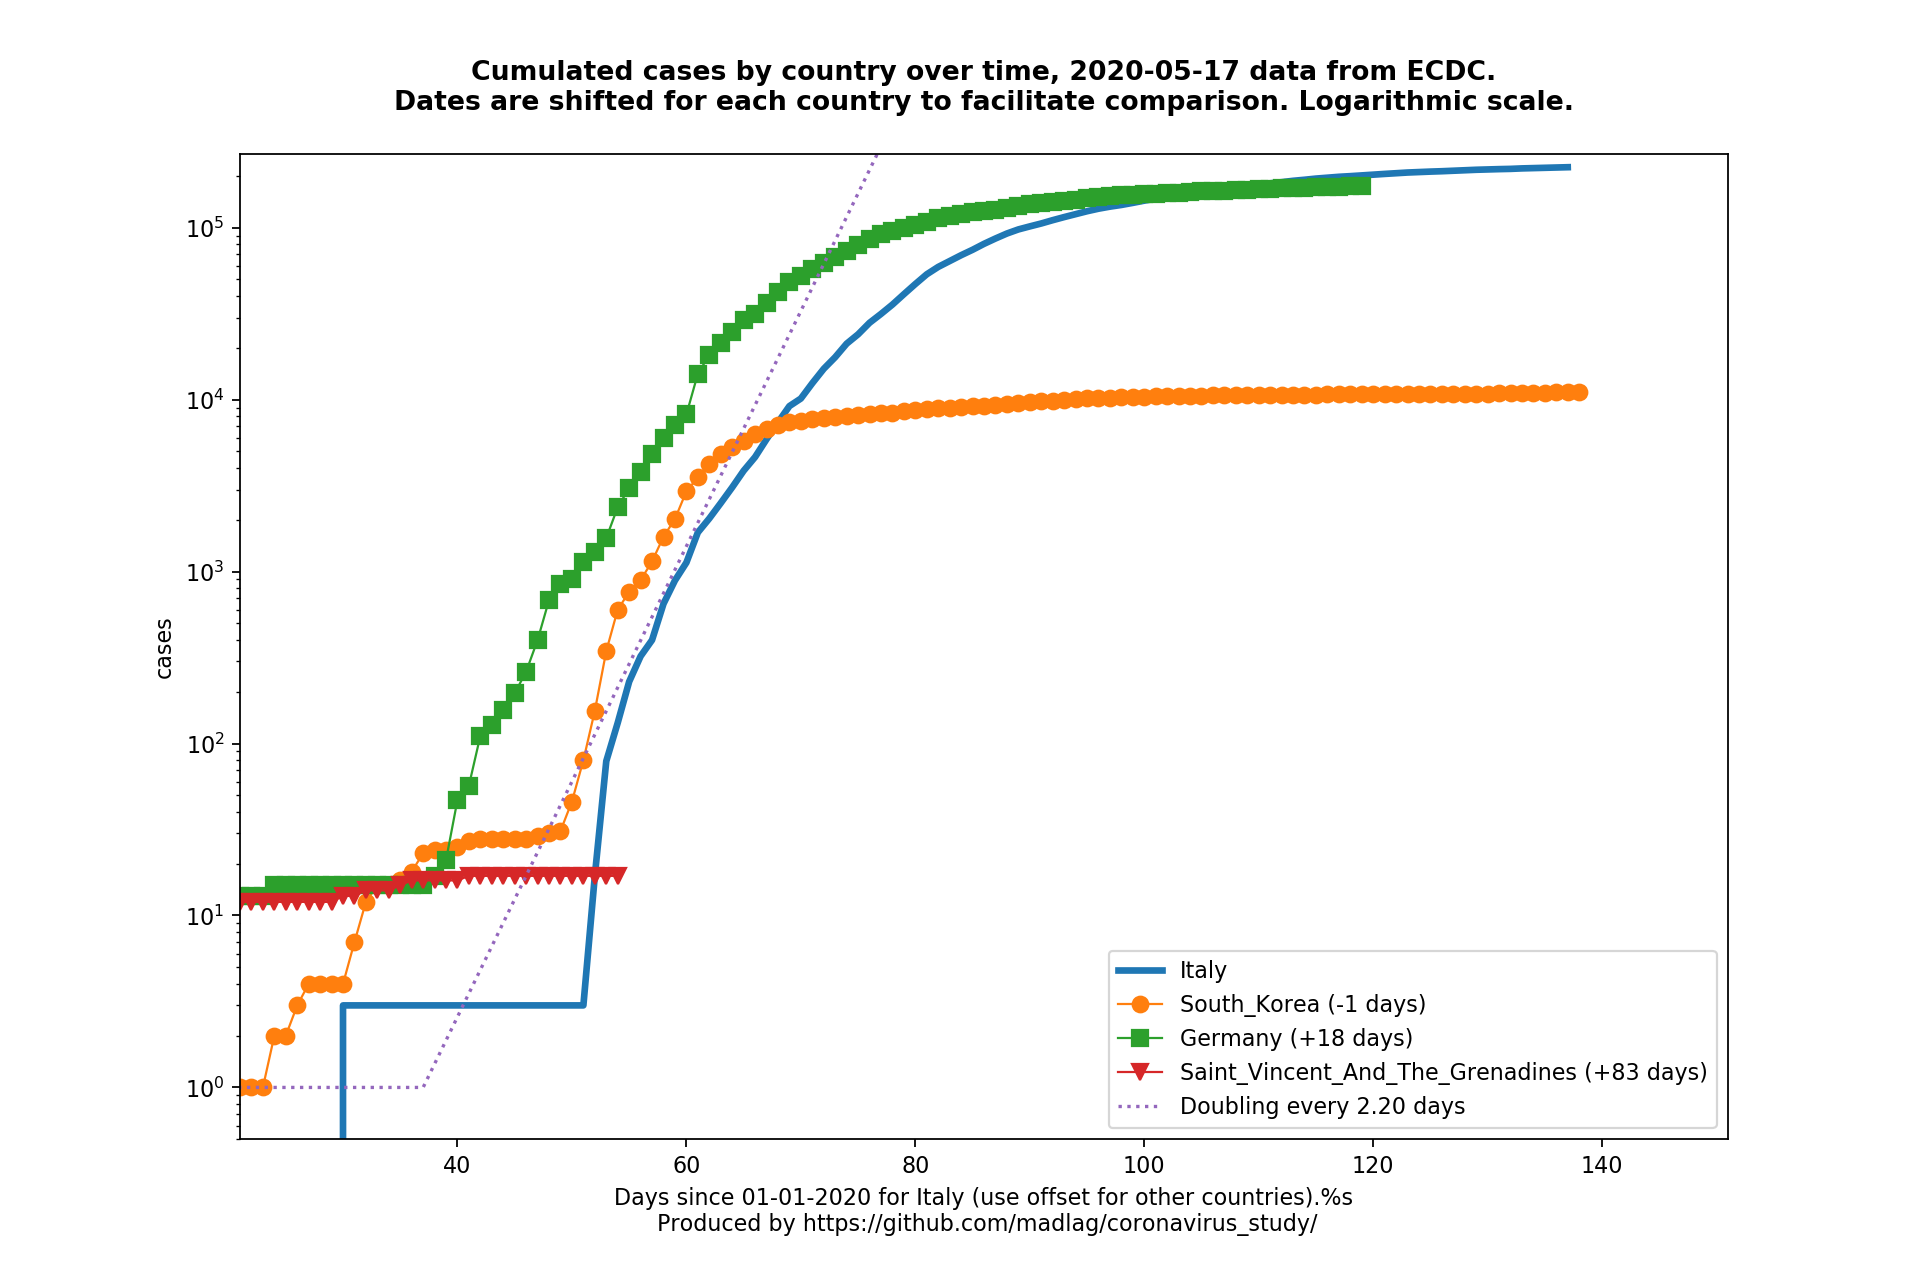 Cumulated cases by country over time, 2020-05-17 data from ECDC.
Dates are shifted for each country to facilitate comparison. Logarithmic scale.
10^5
10^4
10^3
10^2
10^1
10^0
cases
Italy
South_Korea (-1 days)
Germany (+18 days)
Saint_Vincent_And_The_Grenadines (+83 days)
Doubling every 2.20 days
40 60 80 100 120 140
Days since 01-01-2020 for Italy (use offset for other countries).%s
Produced by https://github.com/madlag/coronavirus_study/